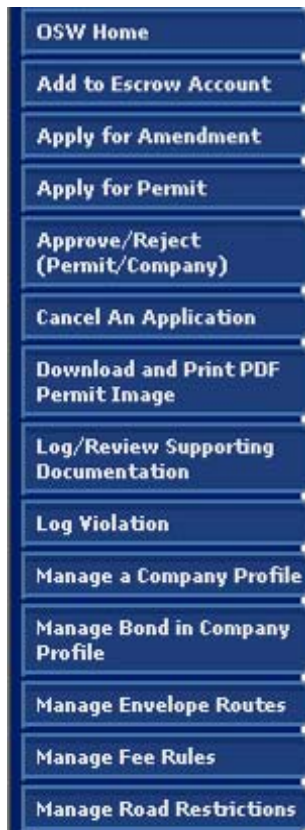 OSW Home
Add to Escrow Account
Apply for Amendment
Apply for Permit
Approve/Reject
(Permit/Company)
Cancel An Application
Download and Print PDF
Permit Image
Log/Review Supporting
Documentation
Log Violation
Manage a Company Profile
Manage Bond in Company
Profile
Manage Envelope Routes
Manage Fee Rules
Manage Road Restrictions